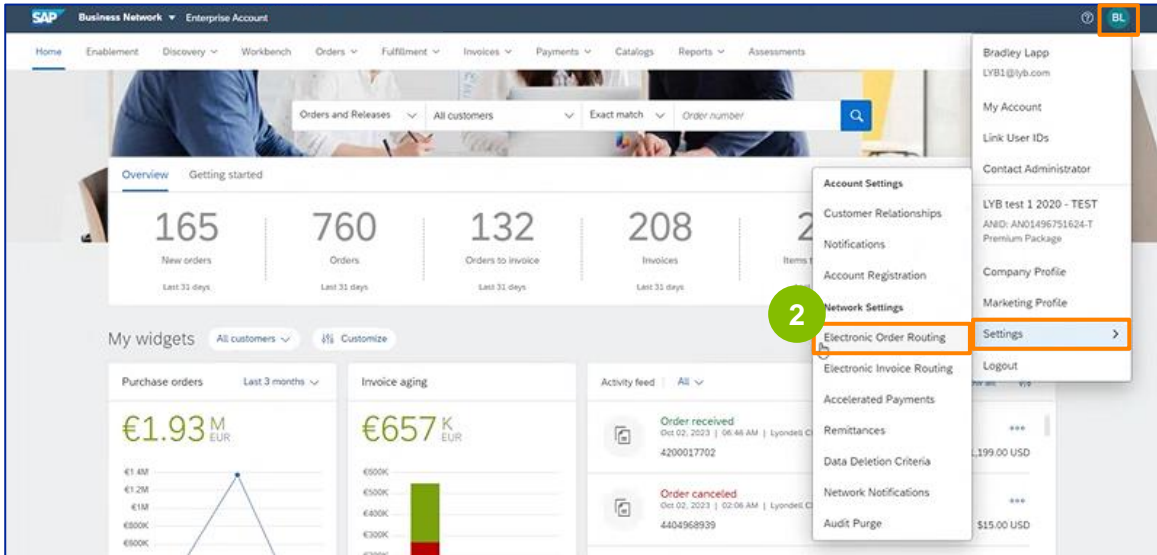 SAP Business Network Enterprise Account
BL
Home Enablement Discovery Workbench Orders Fulfillment Invoices Payments Catalogs Reports Assessments
Bradley Lapp
LYB1@lyb.com
My Account
Link User IDs
Contact Administrator
LYB test 1 2020 - TEST
ANID: AN01496751624-T
Premium Package
Company Profile
Marketing Profile
Settings
Logout
Orders and Releases All customers Exact match Order number
Overview Getting started
165
New orders
Last 31 days
760
Orders
Last 31 days
132
Orders to invoice
Last 31 days
208
Invoices
Last 31 days
2
Items
Account Settings
Customer Relationships
Notifications
Account Registration
Network Settings
2
Electronic Order Routing
Electronic Invoice Routing
Accelerated Payments
Remittances
Data Deletion Criteria
Network Notifications
Audit Purge
My widgets All customers Customize
Purchase orders Last 3 months
€1.93 M
EUR
€1.4M
€1.2M
€1M
€800K
€600K
Invoice aging
€657 K
EUR
€600K
€500K
€400K
€300K
Activity feed All
Order received
Oct 02, 2023 | 06:46 AM | Lyondell
4200017702
,199.00 USD
Order canceled
Oct 02, 2023 | 02:06 AM | Lyondell
4404968939
$15.00 USD